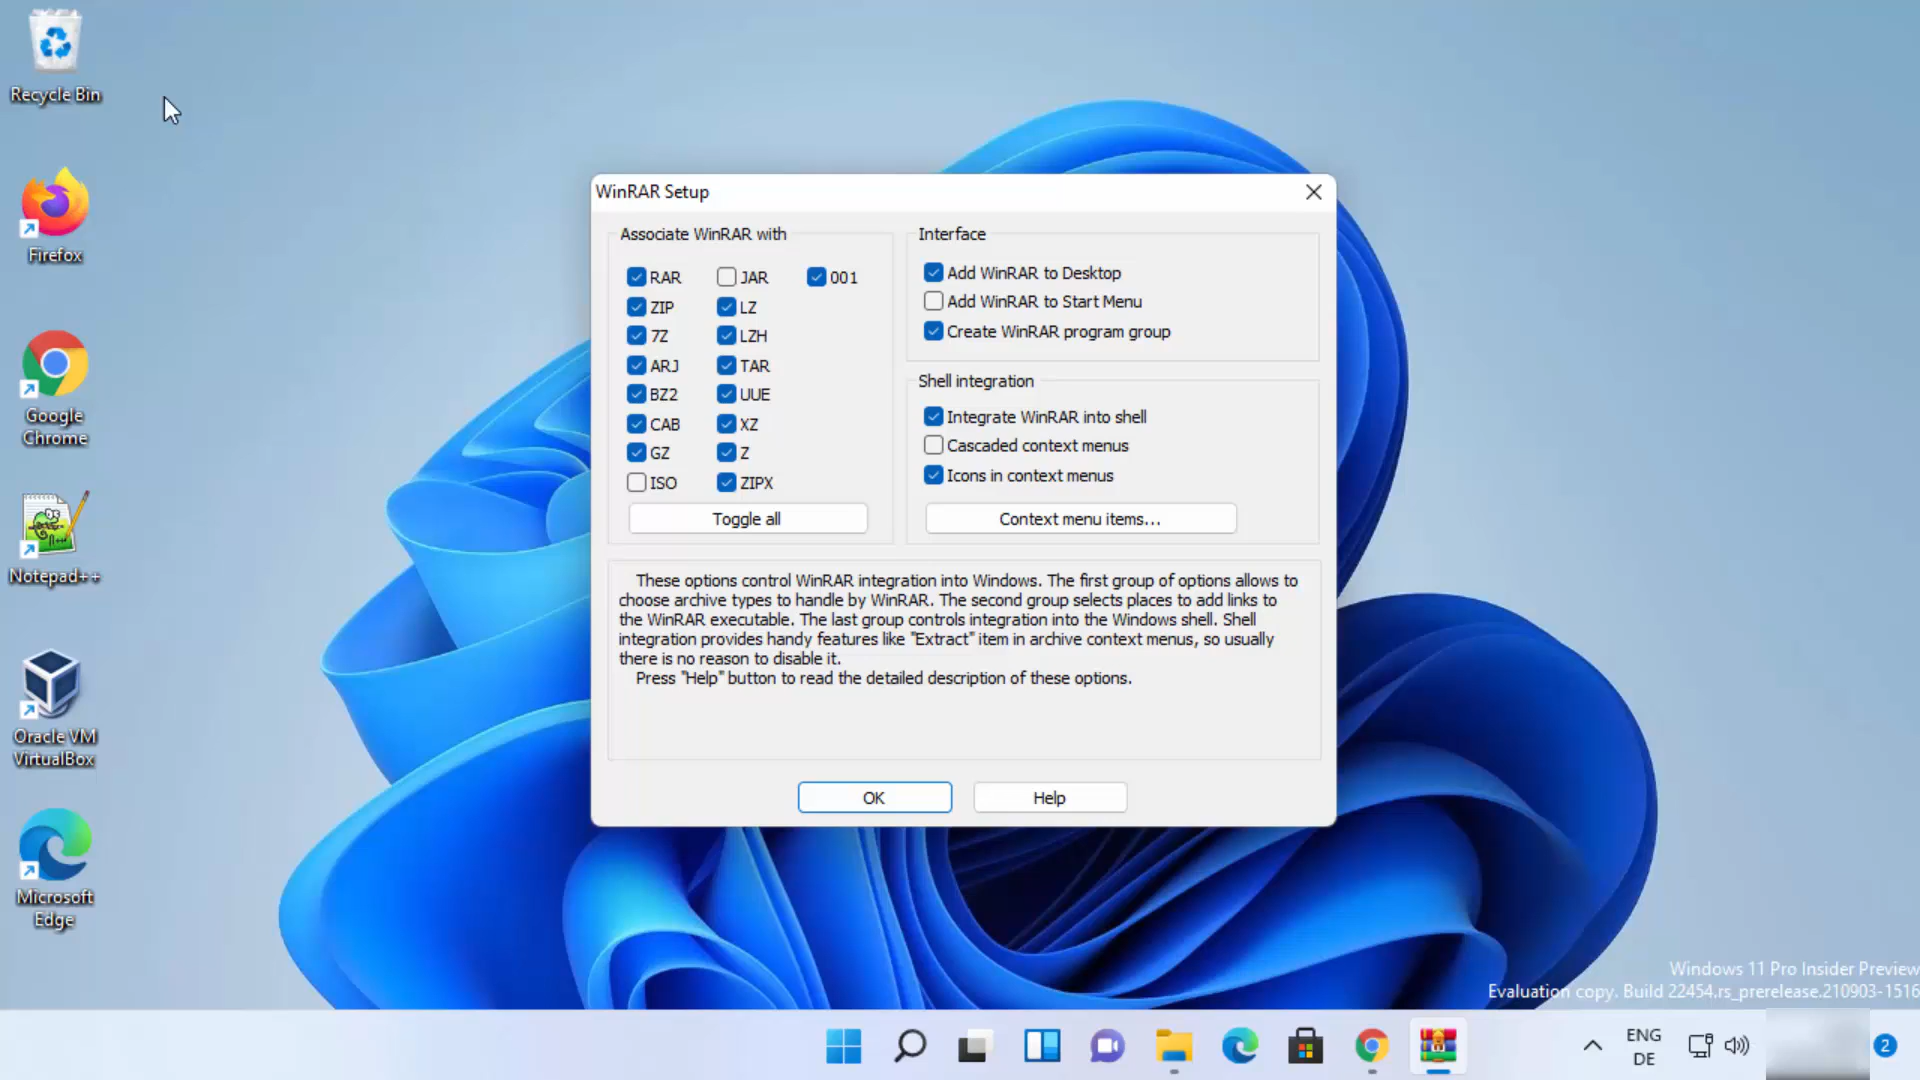 Recycle Bin
Firefox
Google
Chrome
Notepad++
Oracle VM
VirtualBox
Microsoft
Edge
WinRAR Setup
Associate WinRAR with
RAR JAR 001
ZIP LZ
7Z LZH
ARJ TAR
BZ2 UUE
CAB XZ
GZ Z
ISO ZIPX
Toggle all
Interface
Add WinRAR to Desktop
Add WinRAR to Start Menu
Create WinRAR program group
Shell integration
Integrate WinRAR into shell
Cascaded context menus
Icons in context menus
Context menu items...
These options control WinRAR integration into Windows. The first group of options allows to
choose archive types to handle by WinRAR. The second group selects places to add links to
the WinRAR executable. The last group controls integration into the Windows shell. Shell
integration provides handy features like "Extract" item in archive context menus, so usually
there is no reason to disable it.
Press "Help" button to read the detailed description of these options.
OK Help
Windows 11 Pro Insider Preview
Evaluation copy. Build 22454.rs_prerelease.210903-1516
ENG
DE
2